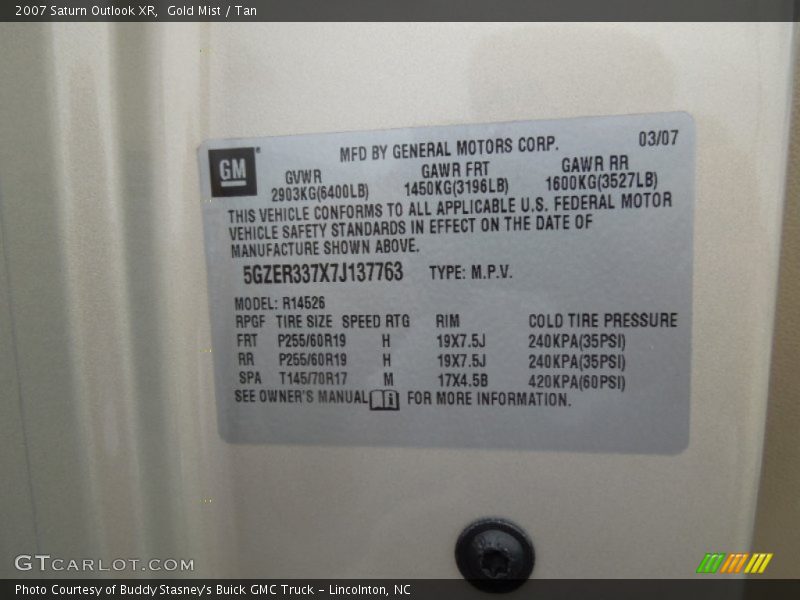 2007 Saturn Outlook XR,  Gold Mist / Tan
GM
MFD BY GENERAL MOTORS CORP.
03/07
GVWR
GAWR FRT
GAWR RR
2903KG(6400LB)
1450KG(3196LB)
1600KG(3527LB)
THIS VEHICLE CONFORMS TO ALL APPLICABLE U.S. FEDERAL MOTOR
VEHICLE SAFETY STANDARDS IN EFFECT ON THE DATE OF
MANUFACTURE SHOWN ABOVE.
5GZER337X7J137763 TYPE: M.P.V.
MODEL: R14526
RPGF TIRE SIZE SPEED RTG RIM COLD TIRE PRESSURE
FRT P255/60R19 H 19X7.5J 240KPA(35PSI)
RR P255/60R19 H 19X7.5J 240KPA(35PSI)
SPA T145/70R17 M 17X4.5B 420KPA(60PSI)
SEE OWNER'S MANUAL FOR MORE INFORMATION.
GTCARLOT.COM
Photo Courtesy of Buddy Stasney's Buick GMC Truck - Lincolnton, NC